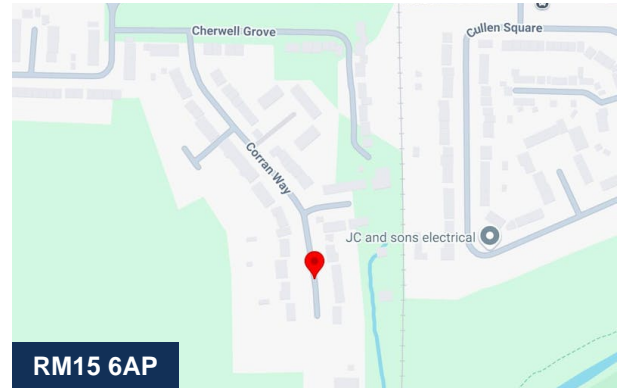 Cherwell Grove
Cullen Square
Corran Way
JC and sons electrical
RM15 6AP